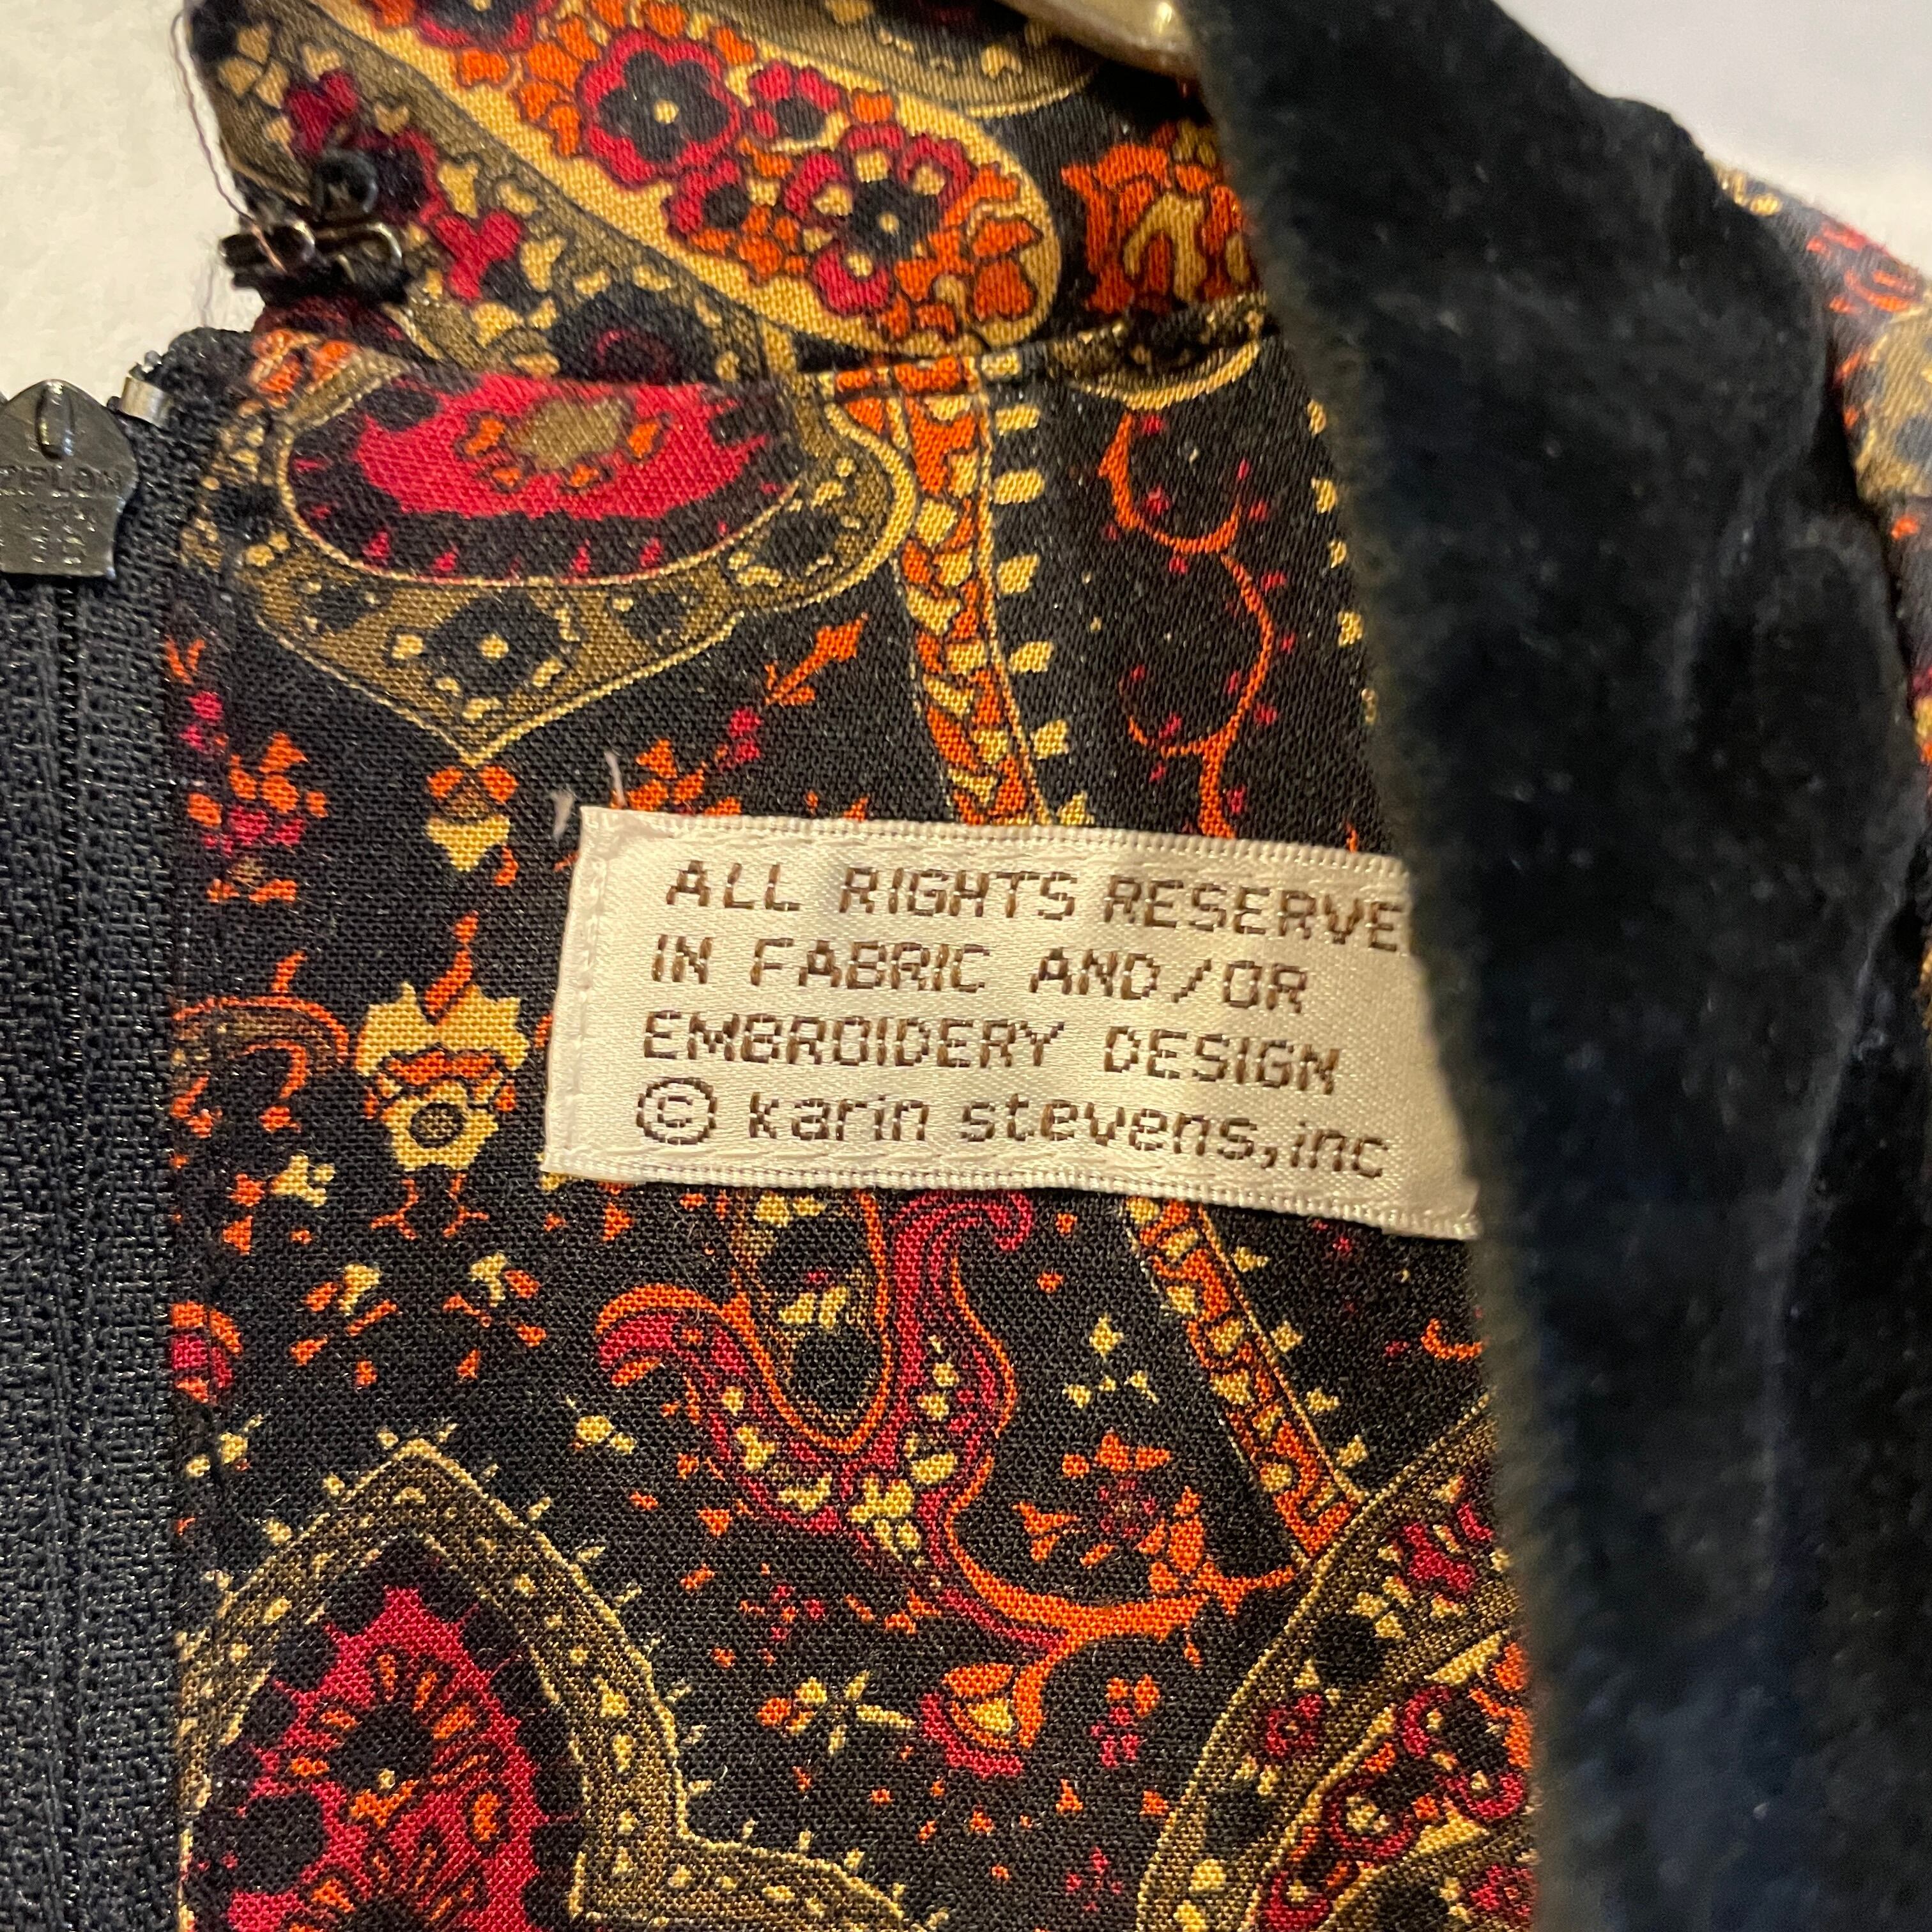 ALL RIGHTS RESERVE
IN FABRIC AND/OR
EMBROIDERY DESIGN
© karin stevens,inc